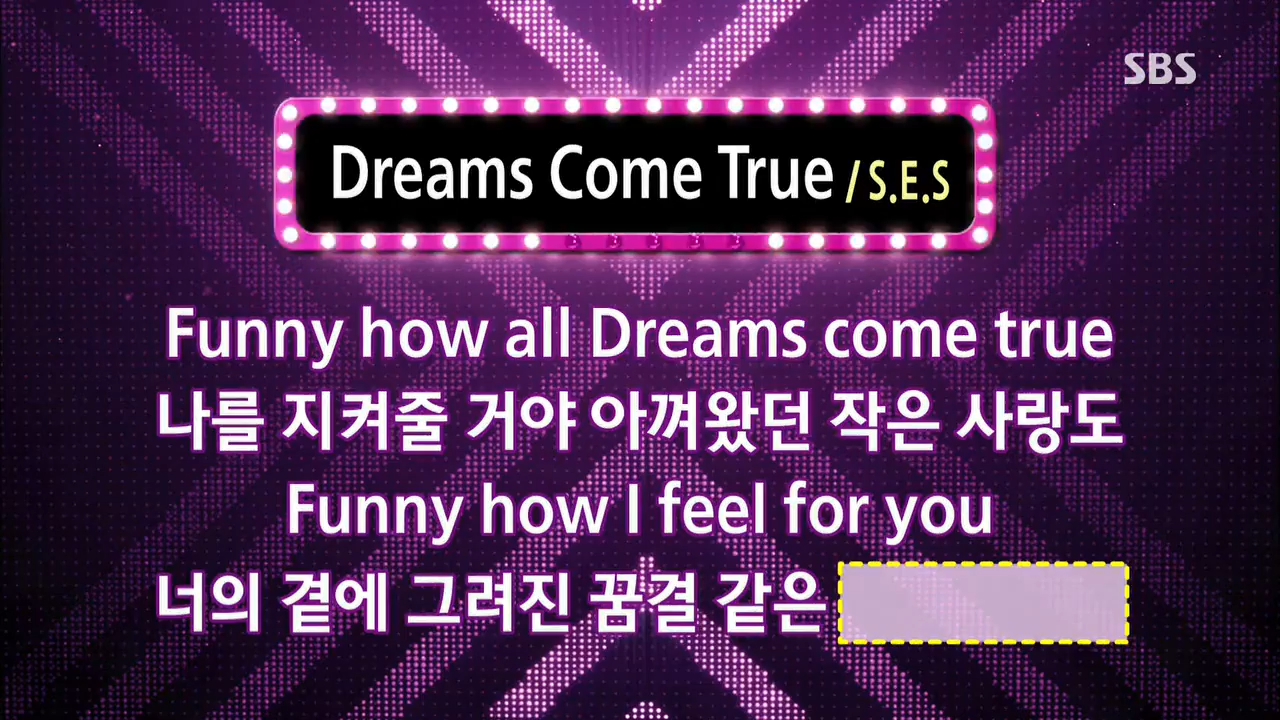 SBS
Dreams Come True / S.E.S
Funny how all Dreams come true
나를 지켜줄 거야 아껴왔던 작은 사랑도
Funny how I feel for you
너의 곁에 그려진 꿈결 같은